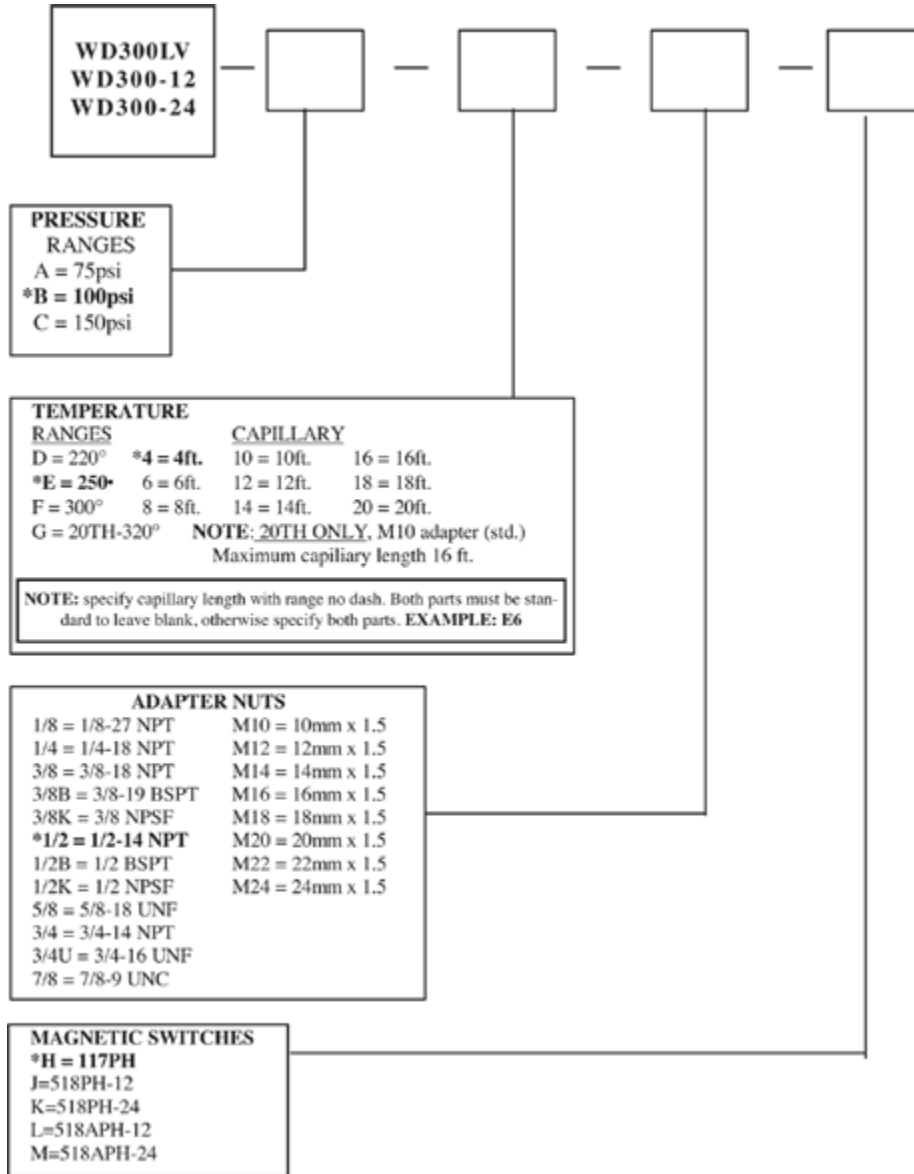 WD300LV
WD300-12
WD300-24
PRESSURE
RANGES
A = 75psi
*B = 100psi
C = 150psi
TEMPERATURE
RANGES CAPILLARY
D = 220° *4 = 4ft. 10 = 10ft. 16 = 16ft.
*E = 250• 6 = 6ft. 12 = 12ft. 18 = 18ft.
F = 300° 8 = 8ft. 14 = 14ft. 20 = 20ft.
G = 20TH-320° NOTE: 20TH ONLY, M10 adapter (std.)
Maximum capiliary length 16 ft.
NOTE: specify capillary length with range no dash. Both parts must be stan-
dard to leave blank, otherwise specify both parts. EXAMPLE: E6
ADAPTER NUTS
1/8 = 1/8-27 NPT M10 = 10mm x 1.5
1/4 = 1/4-18 NPT M12 = 12mm x 1.5
3/8 = 3/8-18 NPT M14 = 14mm x 1.5
3/8B = 3/8-19 BSPT M16 = 16mm x 1.5
3/8K = 3/8 NPSF M18 = 18mm x 1.5
*1/2 = 1/2-14 NPT M20 = 20mm x 1.5
1/2B = 1/2 BSPT M22 = 22mm x 1.5
1/2K = 1/2 NPSF M24 = 24mm x 1.5
5/8 = 5/8-18 UNF
3/4 = 3/4-14 NPT
3/4U = 3/4-16 UNF
7/8 = 7/8-9 UNC
MAGNETIC SWITCHES
*H = 117PH
J=518PH-12
K=518PH-24
L=518APH-12
M=518APH-24